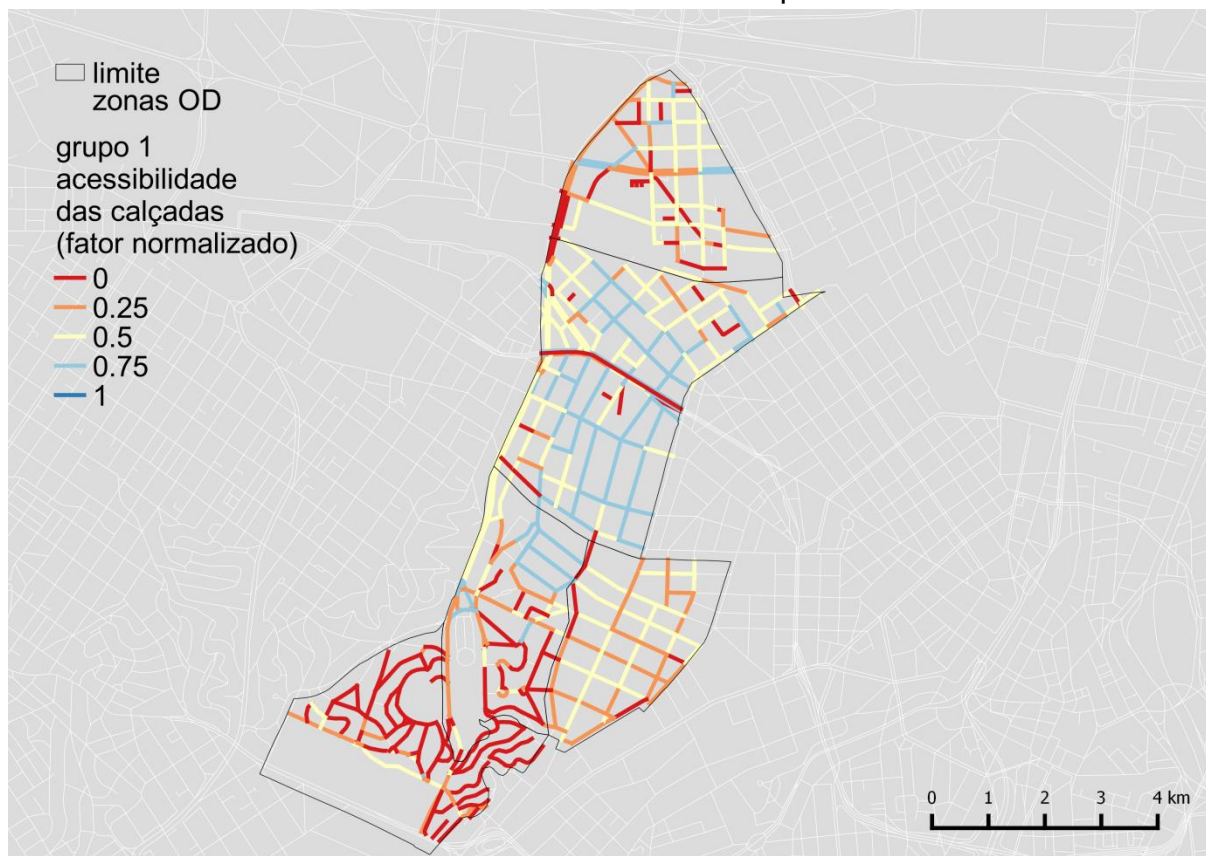 limite
zonas OD
grupo 1
acessibilidade
das calçadas
(fator normalizado)
0
0.25
0.5
0.75
1
0 1 2 3 4 km